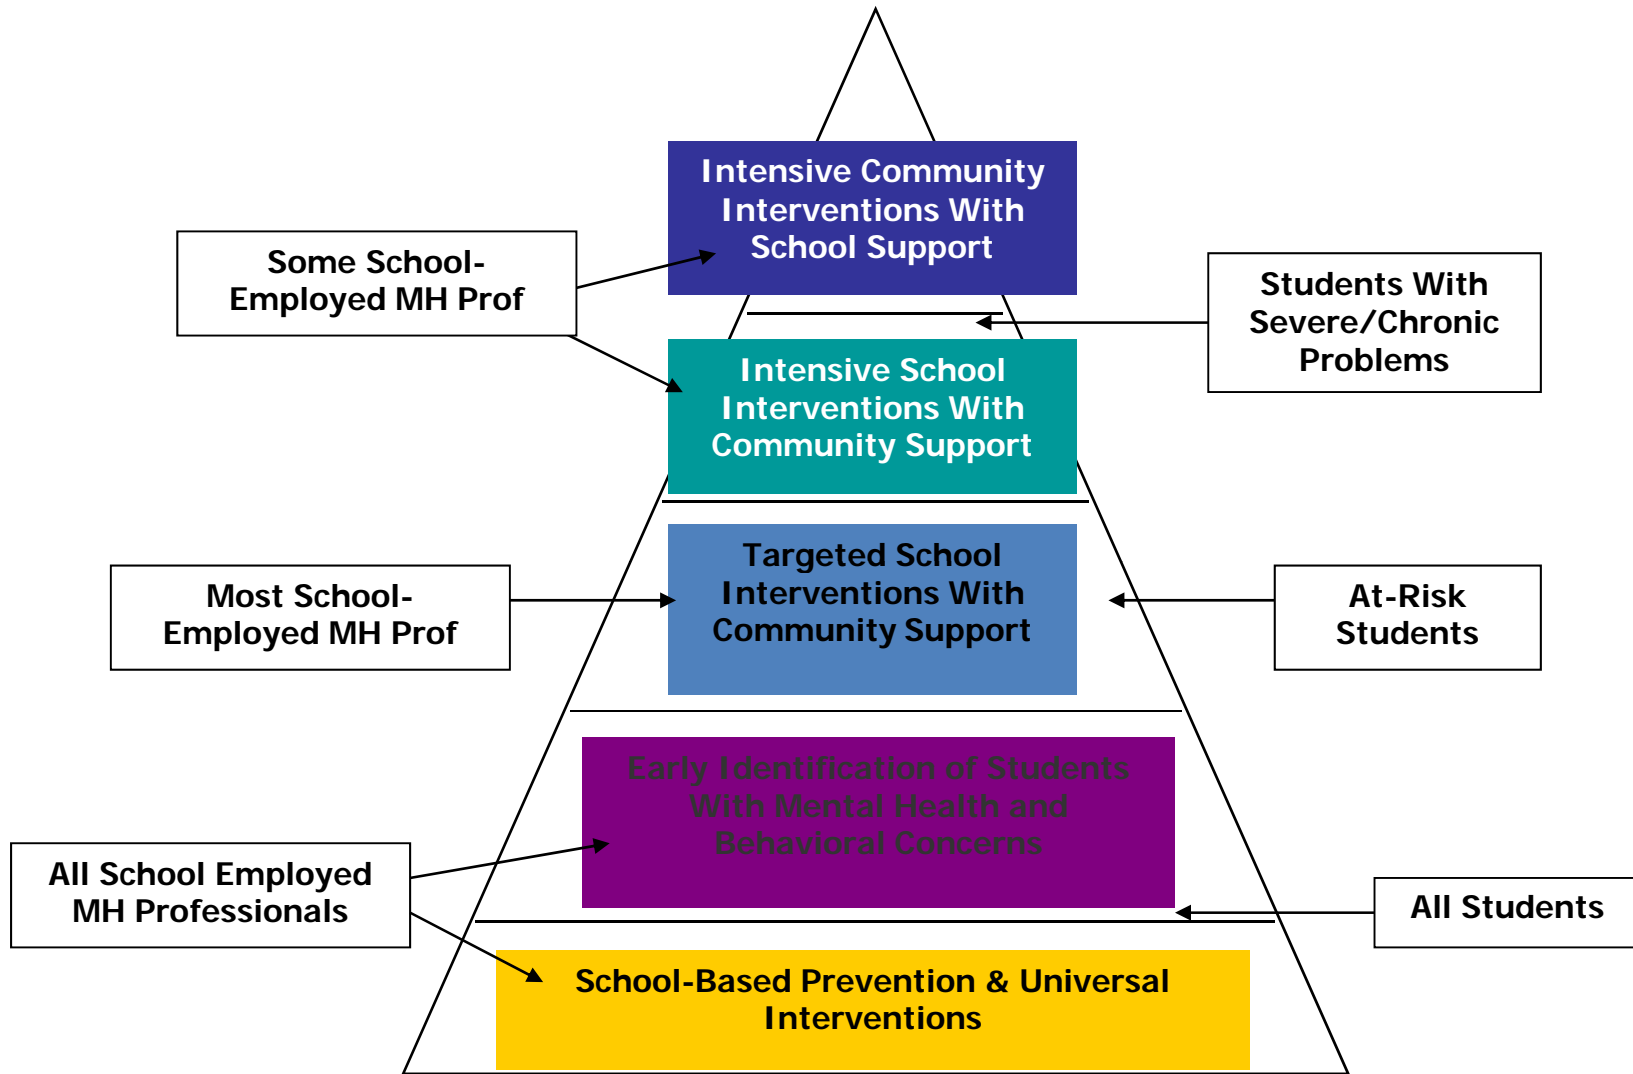 Intensive Community
Interventions With
School Support
Some School-
Employed MH Prof
Students With
Severe/Chronic
Problems
Intensive School
Interventions With
Community Support
Targeted School
Interventions With
Community Support
Most School-
Employed MH Prof
At-Risk
Students
Early Identification of Students
With Mental Health and
Behavioral Concerns
All School Employed
MH Professionals
All Students
School-Based Prevention & Universal
Interventions